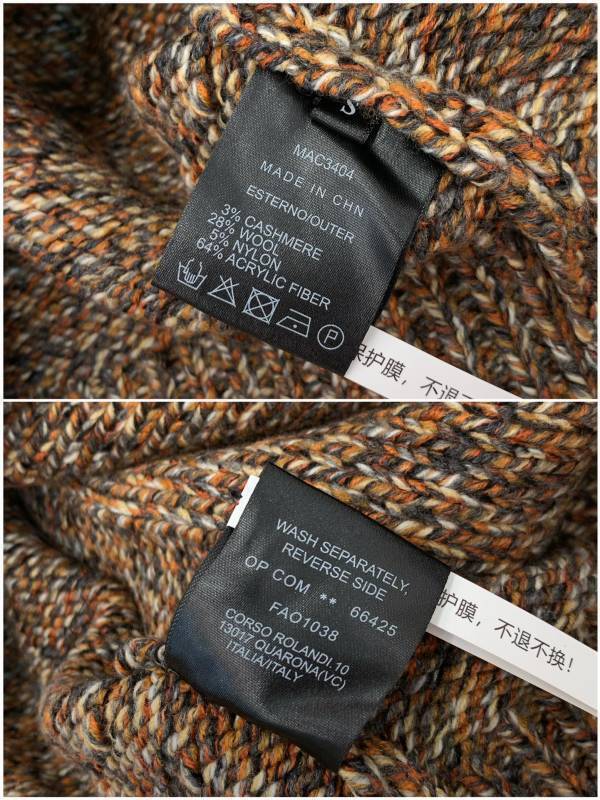 S
MAC3404
MADE IN CHN
ESTERNO/OUTER
3% CASHMERE
28% WOOL
5% NYLON
64% ACRYLIC FIBER
P
护膜，不退
WASH SEPARATELY,
REVERSE SIDE
OP COM ** 66425
FAO1038
CORSO ROLANDI.10
13017 QUARONA(VC)
ITALIA/ITALY
护膜，不退不换！